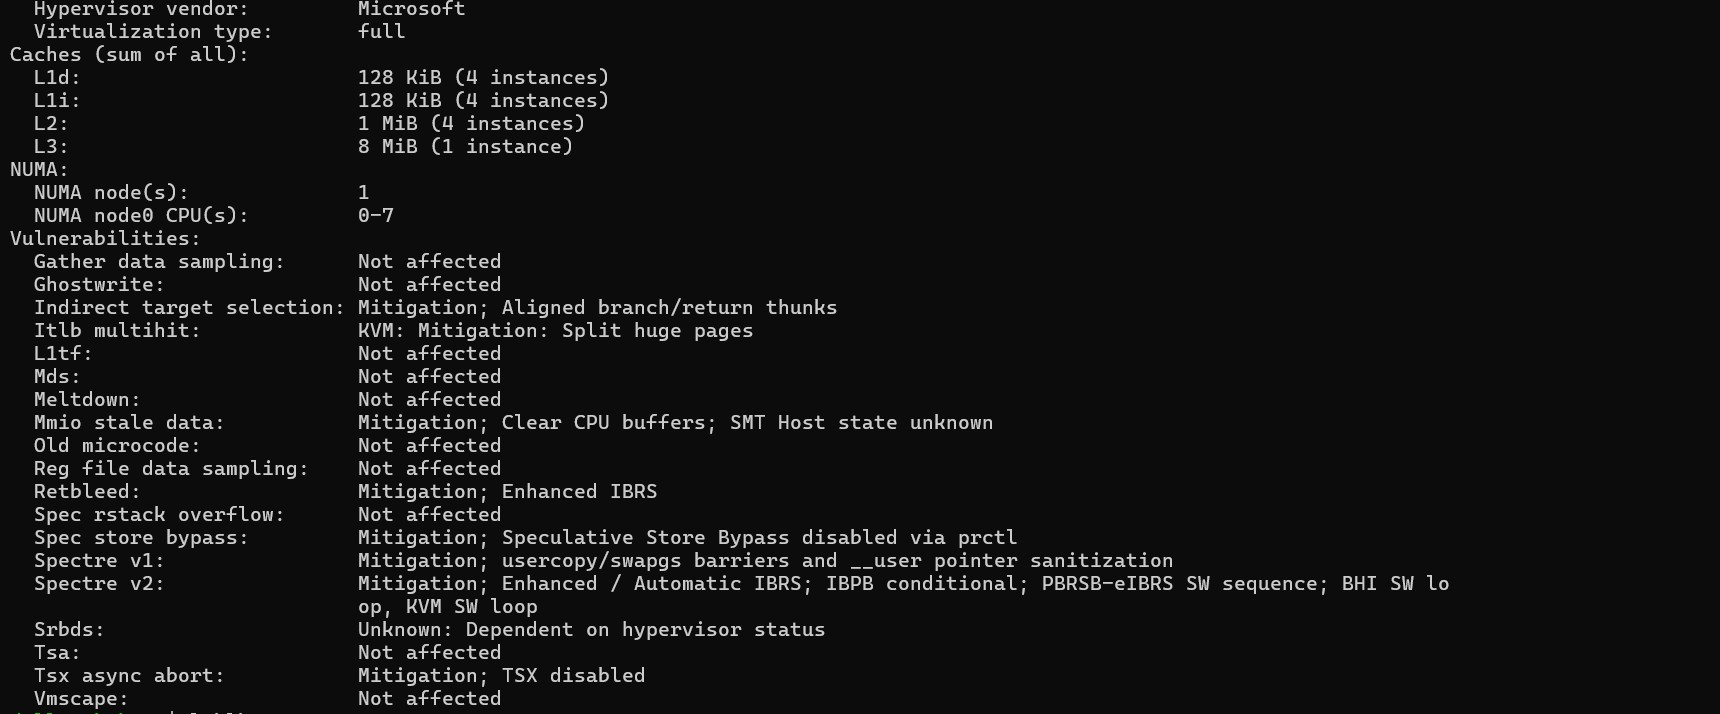 Hypervisor vendor: Microsoft
Virtualization type: full
Caches (sum of all):
L1d: 128 KiB (4 instances)
L1i: 128 KiB (4 instances)
L2: 1 MiB (4 instances)
L3: 8 MiB (1 instance)
NUMA:
NUMA node(s): 1
NUMA node0 CPU(s): 0-7
Vulnerabilities:
Gather data sampling: Not affected
Ghostwrite: Not affected
Indirect target selection: Mitigation; Aligned branch/return thunks
Itlb multihit: KVM: Mitigation: Split huge pages
L1tf: Not affected
Mds: Not affected
Meltdown: Not affected
Mmio stale data: Mitigation; Clear CPU buffers; SMT Host state unknown
Old microcode: Not affected
Reg file data sampling: Not affected
Retbleed: Mitigation; Enhanced IBRS
Spec rstack overflow: Not affected
Spec store bypass: Mitigation; Speculative Store Bypass disabled via prctl
Spectre v1: Mitigation; usercopy/swapgs barriers and __user pointer sanitization
Spectre v2: Mitigation; Enhanced / Automatic IBRS; IBPB conditional; PBRSB-eIBRS SW sequence; BHI SW lo
op, KVM SW loop
Srbds: Unknown: Dependent on hypervisor status
Tsa: Not affected
Tsx async abort: Mitigation; TSX disabled
Vmscape: Not affected